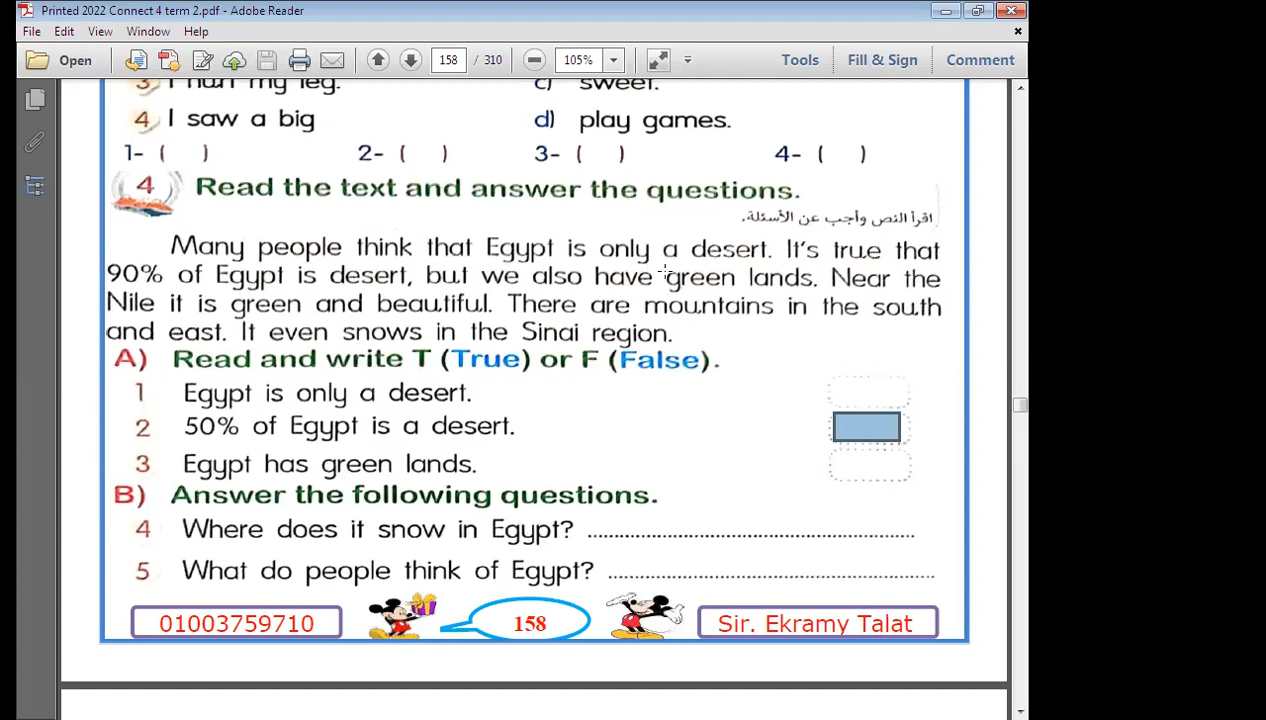 Printed 2022 Connect 4 term 2.pdf - Adobe Reader
File Edit View Window Help
Open 158 / 310 105% Tools Fill & Sign Comment
3 I hurt my leg. c) sweet.
4 I saw a big d) play games.
1- ( ) 2- ( ) 3- ( ) 4- ( )
4 Read the text and answer the questions.
اقرأ النص وأجب عن الأسئلة.
Many people think that Egypt is only a desert. It's true that
90% of Egypt is desert, but we also have green lands. Near the
Nile it is green and beautiful. There are mountains in the south
and east. It even snows in the Sinai region.
A) Read and write T (True) or F (False).
1 Egypt is only a desert.
2 50% of Egypt is a desert.
3 Egypt has green lands.
B) Answer the following questions.
4 Where does it snow in Egypt? ........................................................
5 What do people think of Egypt? ........................................................
01003759710 158 Sir. Ekramy Talat